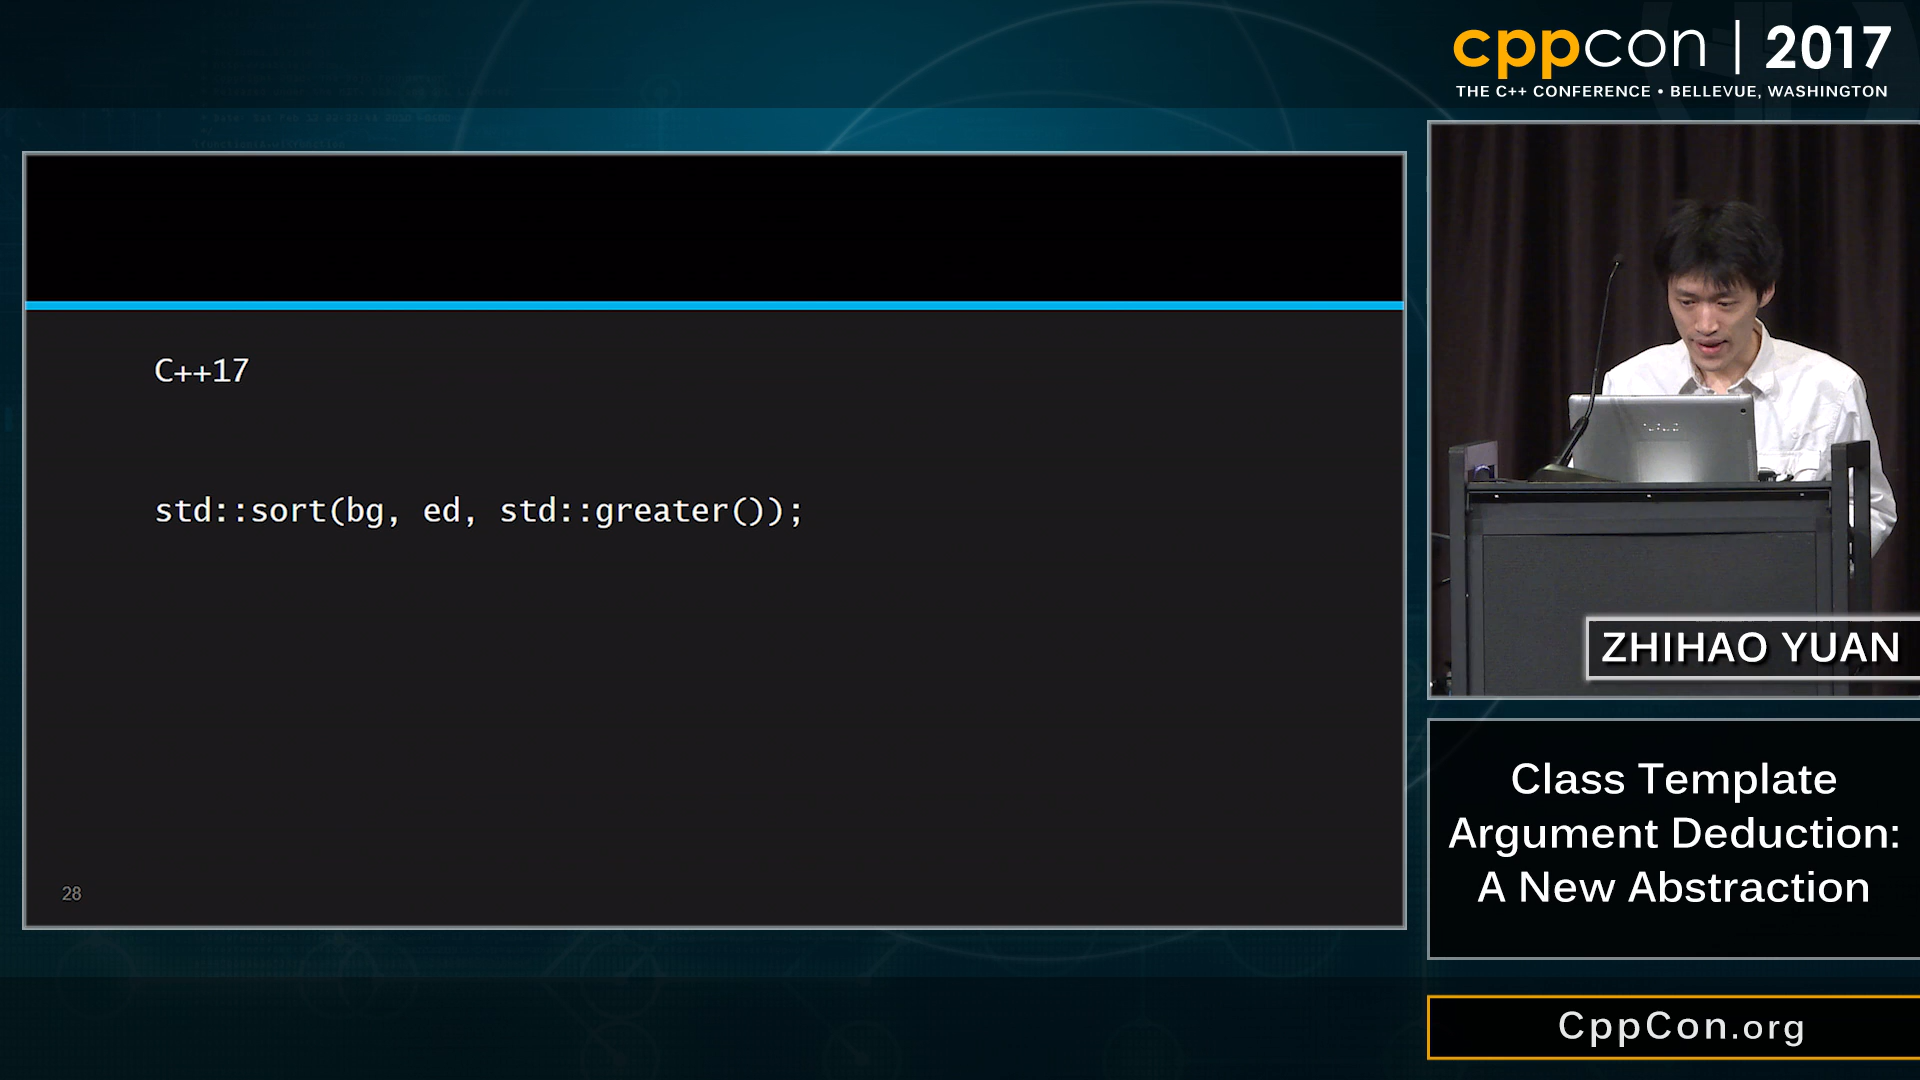 cppcon | 2017
THE C++ CONFERENCE • BELLEVUE, WASHINGTON
C++17
std::sort(bg, ed, std::greater());
28
ZHIHAO YUAN
Class Template
Argument Deduction:
A New Abstraction
CppCon.org